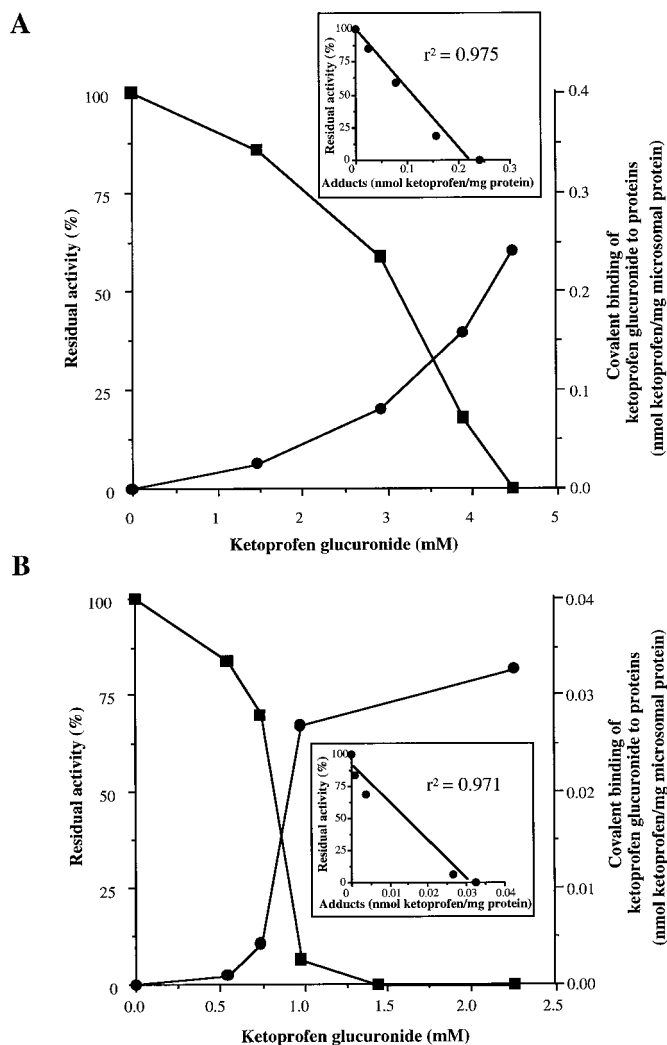 A
Residual activity (%)
100
75
50
25
0
0
1
2
3
4
5
Ketoprofen glucuronide (mM)
0.4
0.3
0.2
0.1
0.0
Covalent binding of
ketoprofen glucuronide to proteins
(nmol ketoprofen/mg microsomal protein)
Residual activity (%)
100
75
50
25
0
r² = 0.975
0
0.1
0.2
0.3
Adducts (nmol ketoprofen/mg protein)
B
Residual activity (%)
100
75
50
25
0
0.0
0.5
1.0
1.5
2.0
2.5
Ketoprofen glucuronide (mM)
0.04
0.03
0.02
0.01
0.00
Covalent binding of
ketoprofen glucuronide to proteins
(nmol ketoprofen/mg microsomal protein)
Residual activity (%)
100
75
50
25
0
r² = 0.971
0
0.01
0.02
0.03
0.04
Adducts (nmol ketoprofen/mg protein)